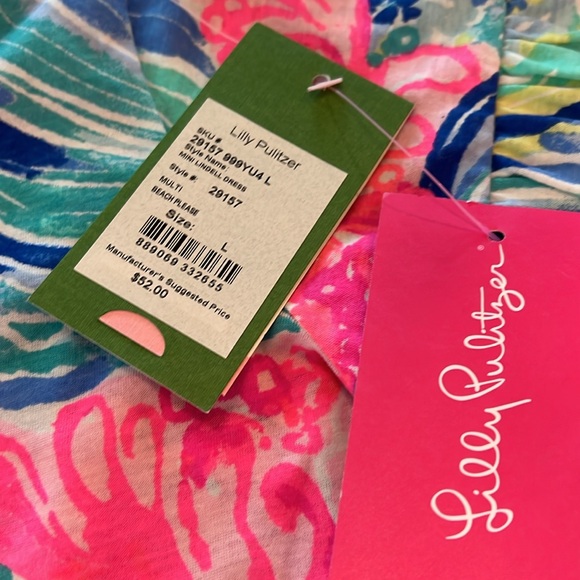 Lilly Pulitzer
SKU #:
29157 999YU4 L
Style Name:
MINI LINDELL DRESS
Style #: 29157
MULTI
BEACH PLEASE
Size: L
889069 332655
Manufacturer's Suggested Price
$52.00
Lilly Pulitzer